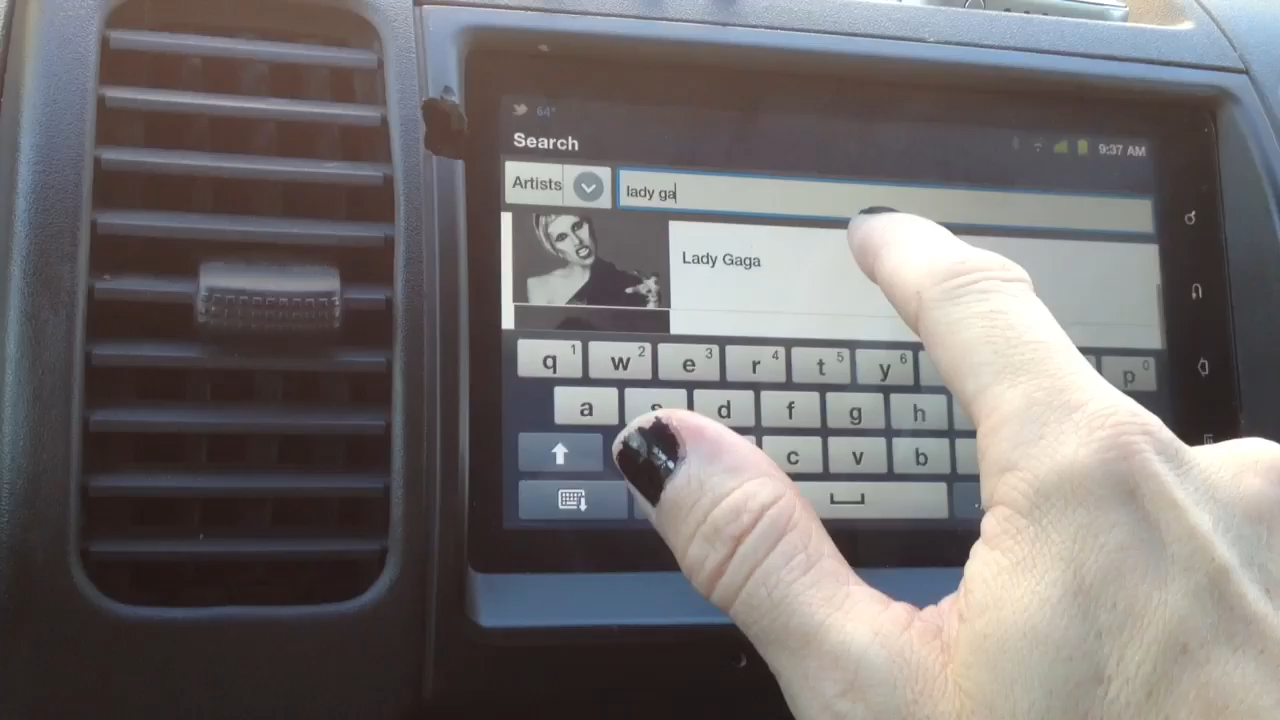 64°
Search
9:37 AM
Artists
lady ga
Lady Gaga
q 1 w 2 e 3 r 4 t 5 y 6 p 0
a s d f g h
c v b